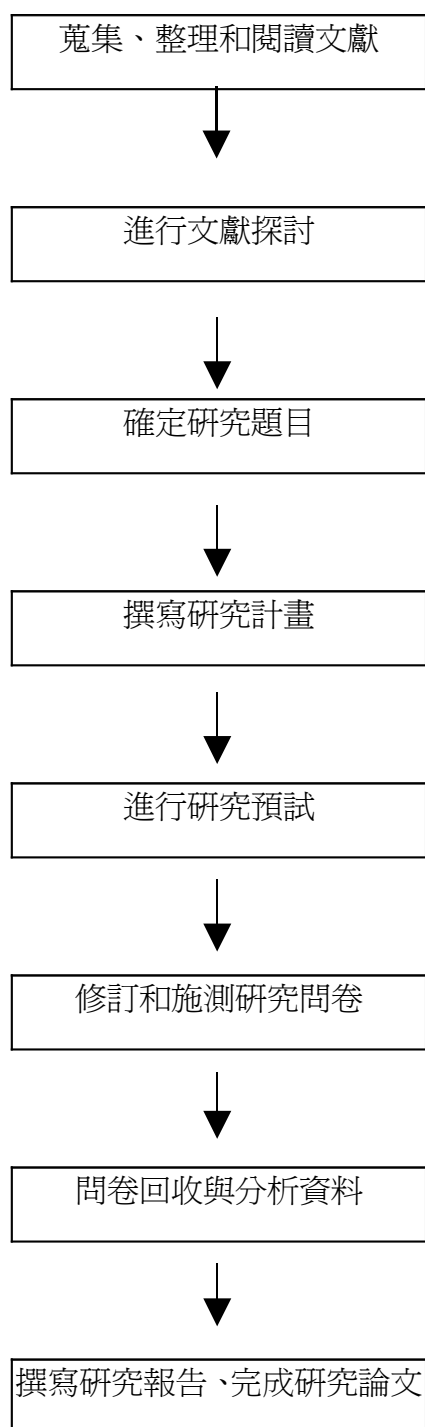 蒐集、整理和閱讀文獻
進行文獻探討
確定研究題目
撰寫研究計畫
進行研究預試
修訂和施測研究問卷
問卷回收與分析資料
撰寫研究報告、完成研究論文